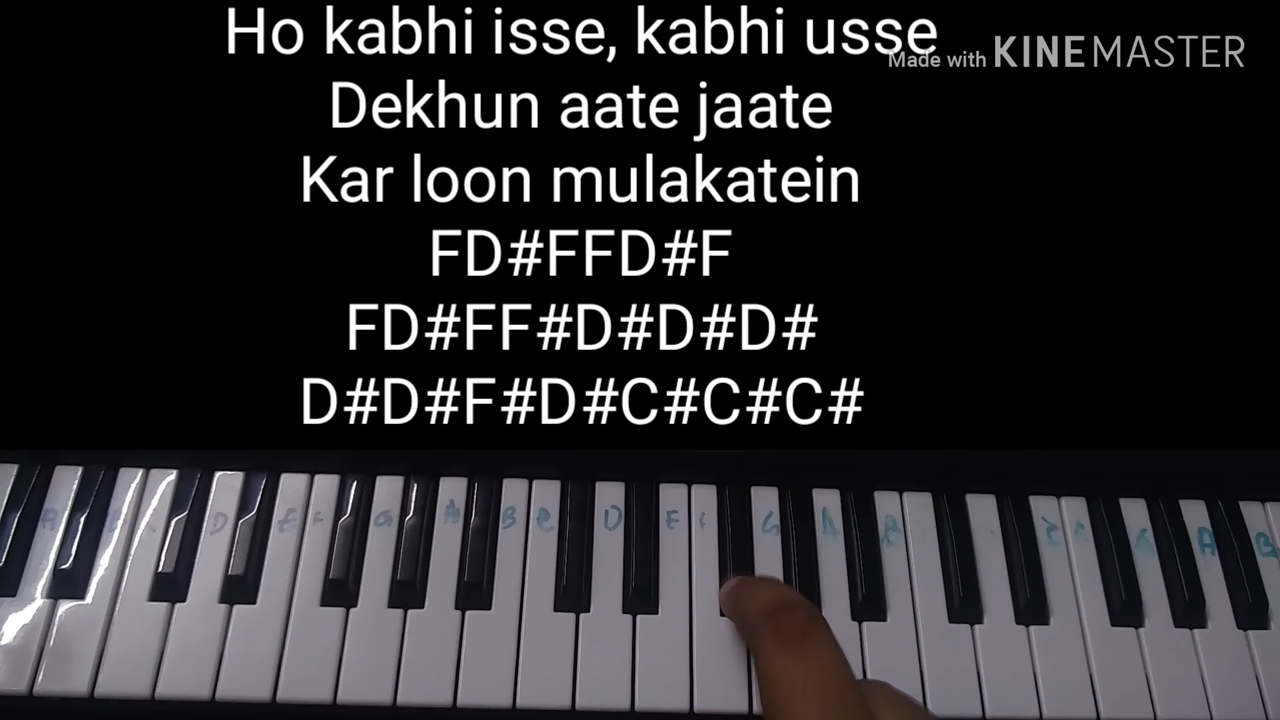 Ho kabhi isse, kabhi usse
Made with KINEMASTER
Dekhun aate jaate
Kar loon mulakatein
FD#FFD#F
FD#FF#D#D#D#
D#D#F#D#C#C#C#
D E F G A B C D E F G A B
G A B